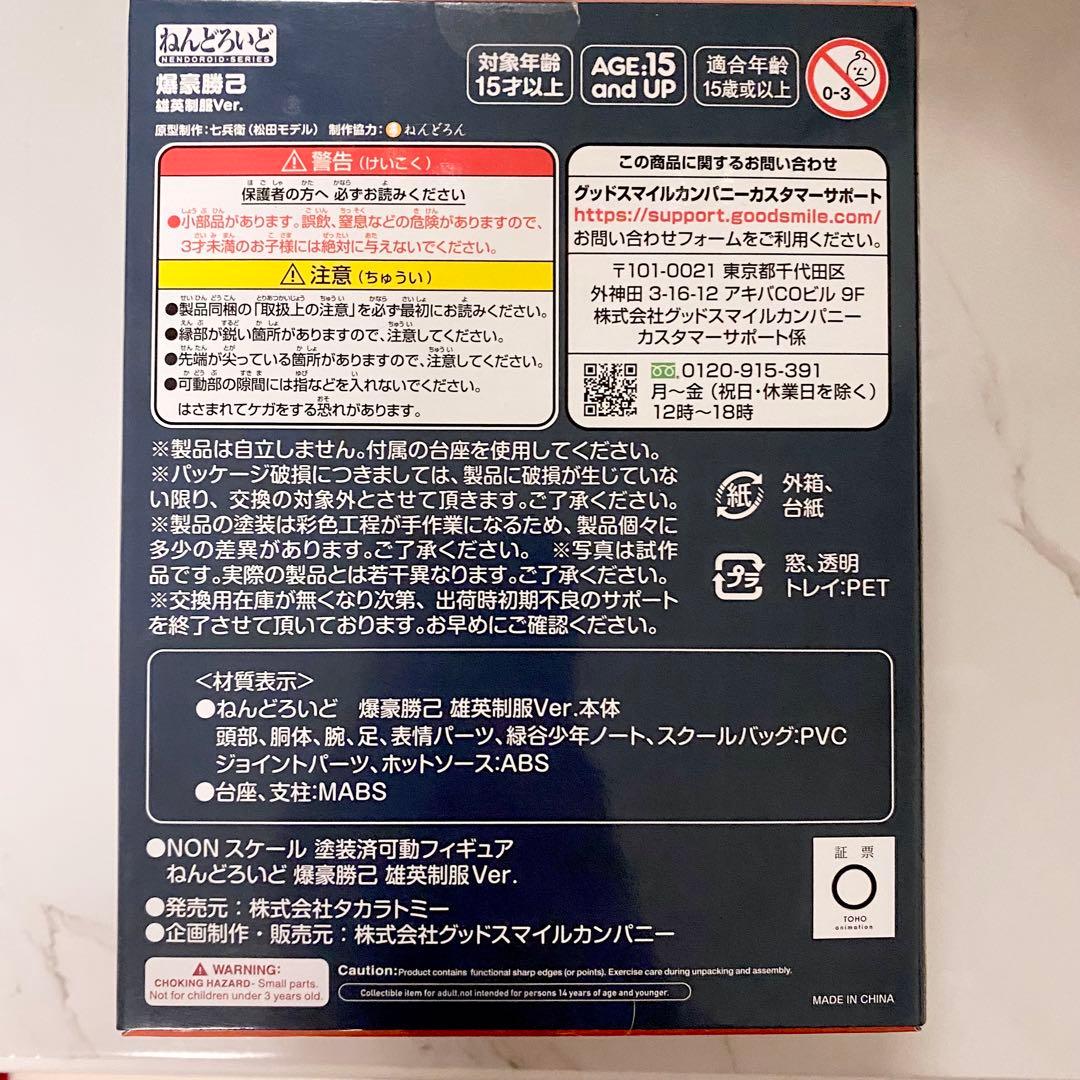 ねんどろいど
NENDOROID·SERIES
爆豪勝己
雄英制服Ver.
対象年齢
15才以上
AGE:15
and UP
適合年齢
15歳或以上
0-3
原型制作:七兵衛(松田モデル) 制作協力: ねんどろん
警告(けいこく)
保護者の方へ 必ずお読みください
●小部品があります。誤飲、窒息などの危険がありますので、
3才未満のお子様には絶対に与えないでください。
注意(ちゅうい)
●製品同梱の「取扱上の注意」を必ず最初にお読みください。
●縁部が鋭い箇所がありますので、注意してください。
●先端が尖っている箇所がありますので、注意してください。
●可動部の隙間には指などを入れないでください。
はさまれてケガをする恐れがあります。
この商品に関するお問い合わせ
グッドスマイルカンパニーカスタマーサポート
https://support.goodsmile.com/
お問い合わせフォームをご利用ください。
〒101-0021 東京都千代田区
外神田 3-16-12 アキバCOビル 9F
株式会社グッドスマイルカンパニー
カスタマーサポート係
0120-915-391
月～金(祝日・休業日を除く)
12時～18時
※製品は自立しません。付属の台座を使用してください。
※パッケージ破損につきましては、製品に破損が生じていな
い限り、交換の対象外とさせて頂きます。ご了承ください。
※製品の塗装は彩色工程が手作業になるため、製品個々に
多少の差異があります。ご了承ください。 ※写真は試作
品です。実際の製品とは若干異なります。ご了承ください。
※交換用在庫が無くなり次第、出荷時初期不良のサポート
を終了させて頂いております。お早めにご確認ください。
紙
外箱、
台紙
プラ
窓、透明
トレイ:PET
<材質表示>
●ねんどろいど 爆豪勝己 雄英制服Ver.本体
頭部、胴体、腕、足、表情パーツ、緑谷少年ノート、スクールバッグ:PVC
ジョイントパーツ、ホットソース:ABS
●台座、支柱:MABS
●NONスケール 塗装済可動フィギュア
ねんどろいど 爆豪勝己 雄英制服Ver.
●発売元:株式会社タカラトミー
●企画制作・販売元:株式会社グッドスマイルカンパニー
証 票
TOHO
animation
WARNING:
CHOKING HAZARD- Small parts.
Not for children under 3 years old.
Caution:Product contains functional sharp edges (or points). Exercise care during unpacking and assembly.
Collectible item for adult,not intended for persons 14 years of age and younger.
MADE IN CHINA